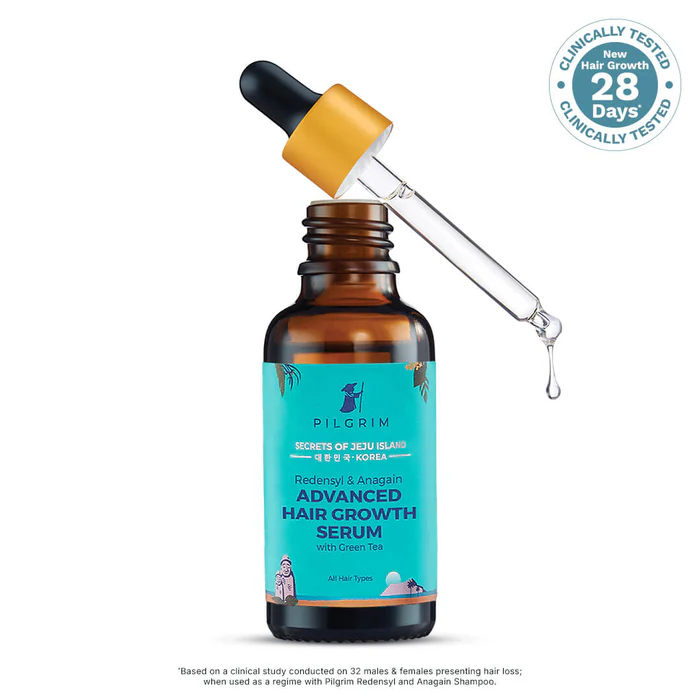 CLINICALLY TESTED
New
Hair Growth
28
Days*
CLINICALLY TESTED
PILGRIM
SECRETS OF JEJU ISLAND
대한민국·KOREA
Redensyl & Anagain
ADVANCED
HAIR GROWTH
SERUM
with Green Tea
All Hair Types
*Based on a clinical study conducted on 32 males & females presenting hair loss;
when used as a regime with Pilgrim Redensyl and Anagain Shampoo.